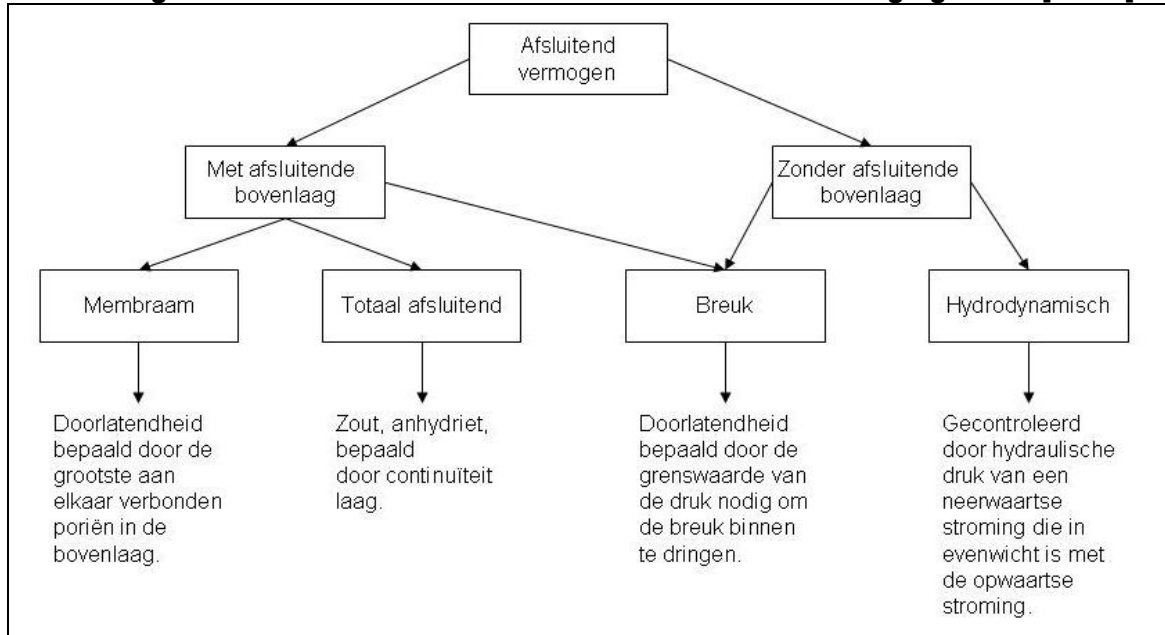 Afsluitend
vermogen
Met afsluitende
bovenlaag
Zonder afsluitende
bovenlaag
Membraam
Totaal afsluitend
Breuk
Hydrodynamisch
Doorlatendheid
bepaald door de
grootste aan
elkaar verbonden
poriën in de
bovenlaag.
Zout, anhydriet,
bepaald
door continuïteit
laag.
Doorlatendheid
bepaald door de
grenswaarde van
de druk nodig om
de breuk binnen
te dringen.
Gecontroleerd
door hydraulische
druk van een
neerwaartse
stroming die in
evenwicht is met
de opwaartse
stroming.